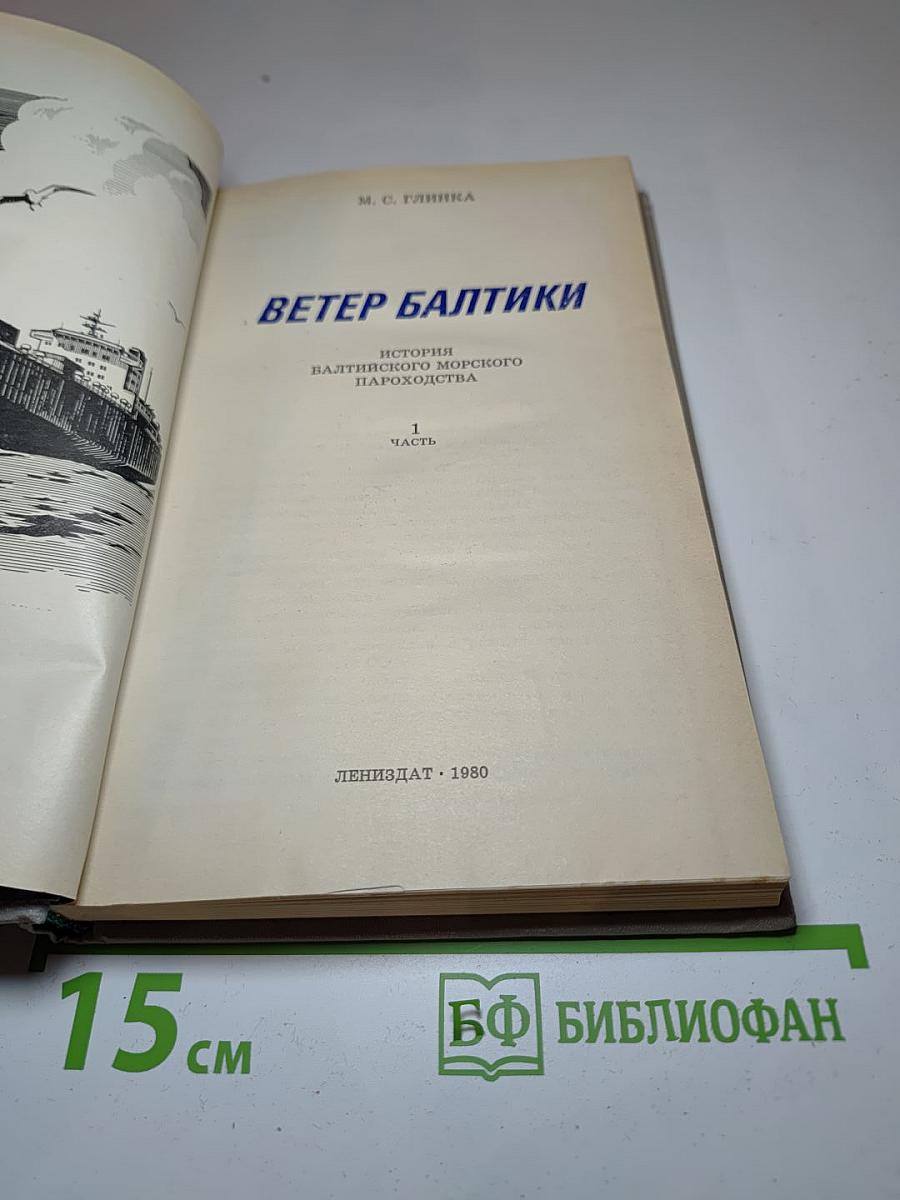 М. С. ГЛИНКА
ВЕТЕР БАЛТИКИ
ИСТОРИЯ
БАЛТИЙСКОГО МОРСКОГО
ПАРОХОДСТВА
1
ЧАСТЬ
ЛЕНИЗДАТ · 1980
15 см
БФ БИБЛИОФАН